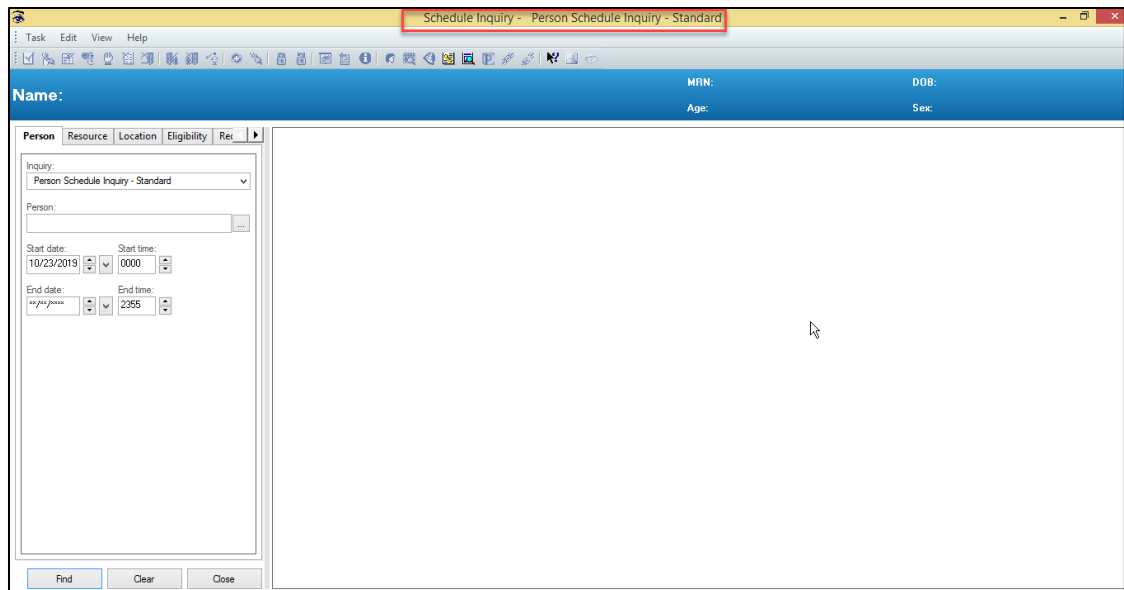 Schedule Inquiry - Person Schedule Inquiry - Standard
Task Edit View Help
Name:
MRN:
DOB:
Age:
Sex:
Person Resource Location Eligibility
Inquiry:
Person Schedule Inquiry - Standard
Person:
...
Start date: Start time:
10/23/2019 0000
End date: End time:
**/**/**** 2355
Find Clear Close